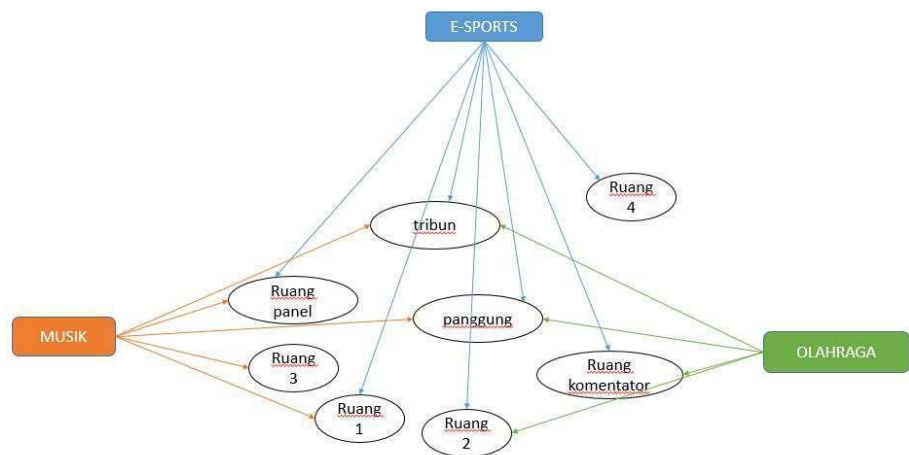 E-SPORTS
Ruang
4
tribun
Ruang
panel
panggung
MUSIK
OLAHRAGA
Ruang
3
Ruang
komentator
Ruang
1
Ruang
2